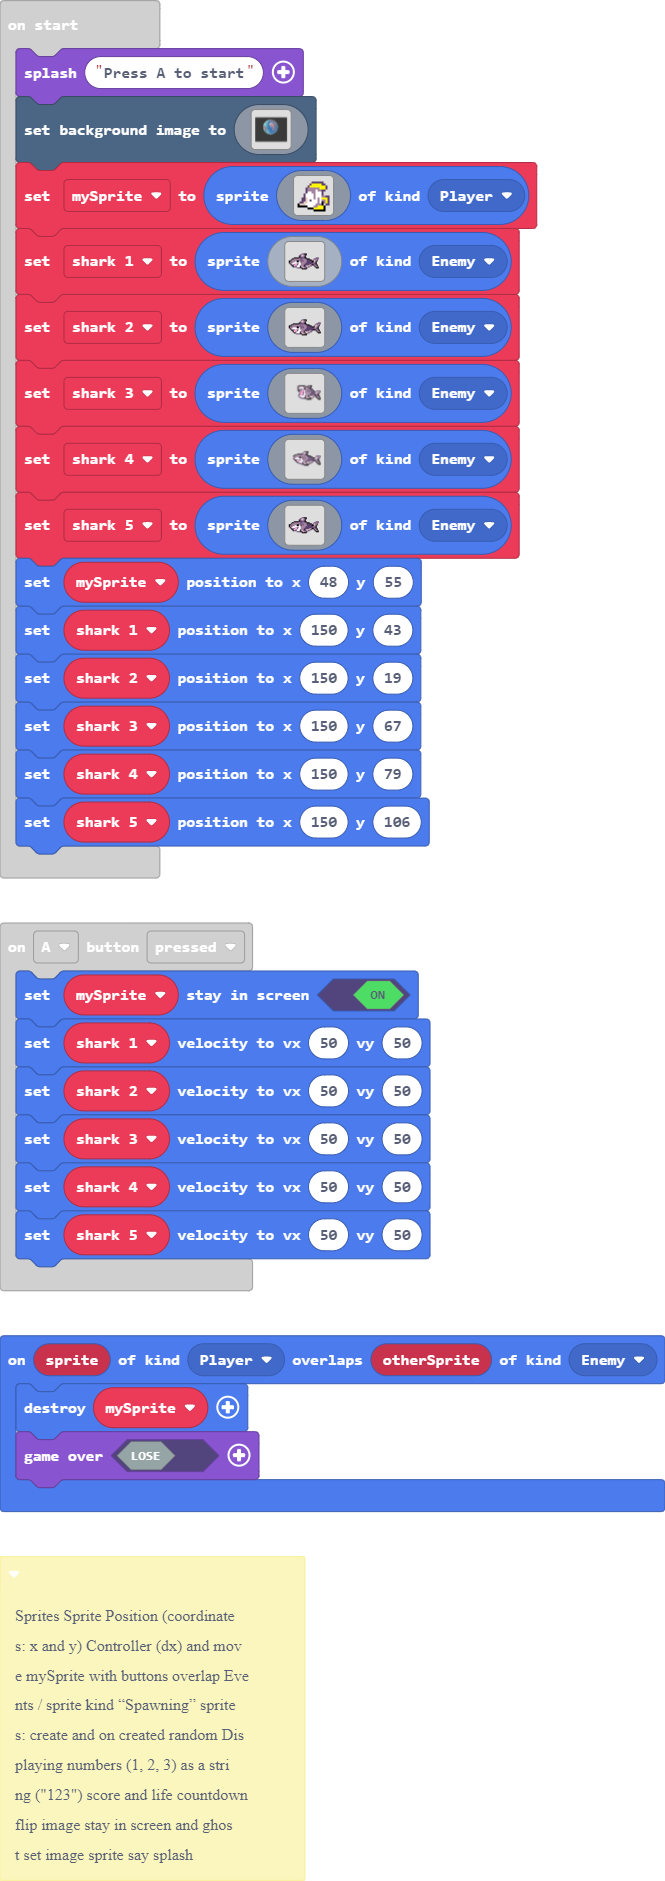 on start
splash "Press A to start"
set background image to
set mySprite to sprite of kind Player
set shark 1 to sprite of kind Enemy
set shark 2 to sprite of kind Enemy
set shark 3 to sprite of kind Enemy
set shark 4 to sprite of kind Enemy
set shark 5 to sprite of kind Enemy
set mySprite position to x 48 y 55
set shark 1 position to x 150 y 43
set shark 2 position to x 150 y 19
set shark 3 position to x 150 y 67
set shark 4 position to x 150 y 79
set shark 5 position to x 150 y 106
on A button pressed
set mySprite stay in screen ON
set shark 1 velocity to vx 50 vy 50
set shark 2 velocity to vx 50 vy 50
set shark 3 velocity to vx 50 vy 50
set shark 4 velocity to vx 50 vy 50
set shark 5 velocity to vx 50 vy 50
on sprite of kind Player overlaps otherSprite of kind Enemy
destroy mySprite
game over LOSE
Sprites Sprite Position (coordinate
s: x and y) Controller (dx) and mov
e mySprite with buttons overlap Eve
nts / sprite kind “Spawning” sprite
s: create and on created random Dis
playing numbers (1, 2, 3) as a stri
ng ("123") score and life countdown
flip image stay in screen and ghos
t set image sprite say splash